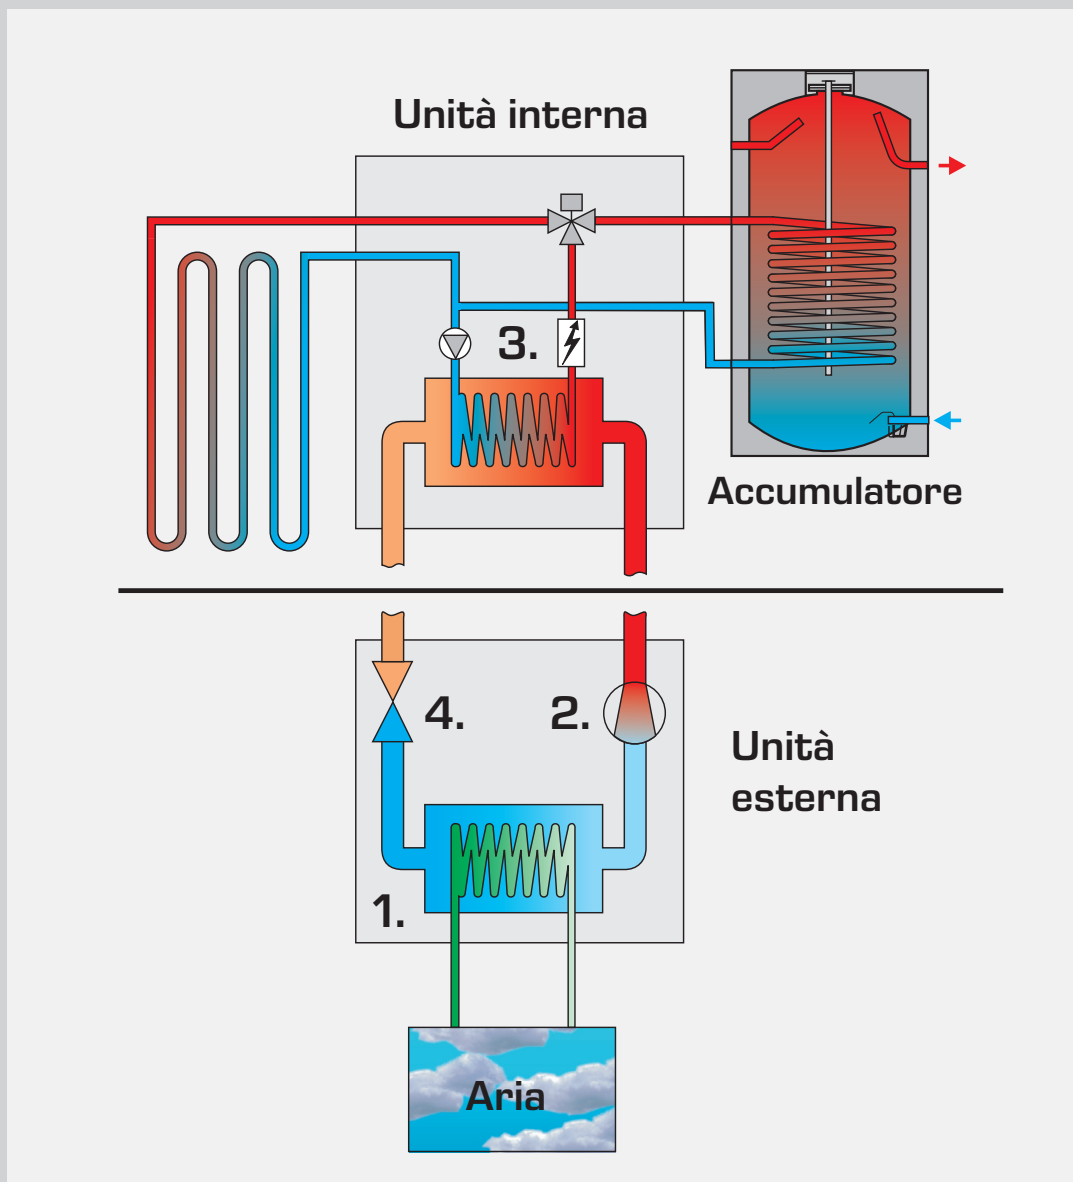 Unità interna
3.
Accumulatore
4.
2.
Unità
esterna
1.
Aria